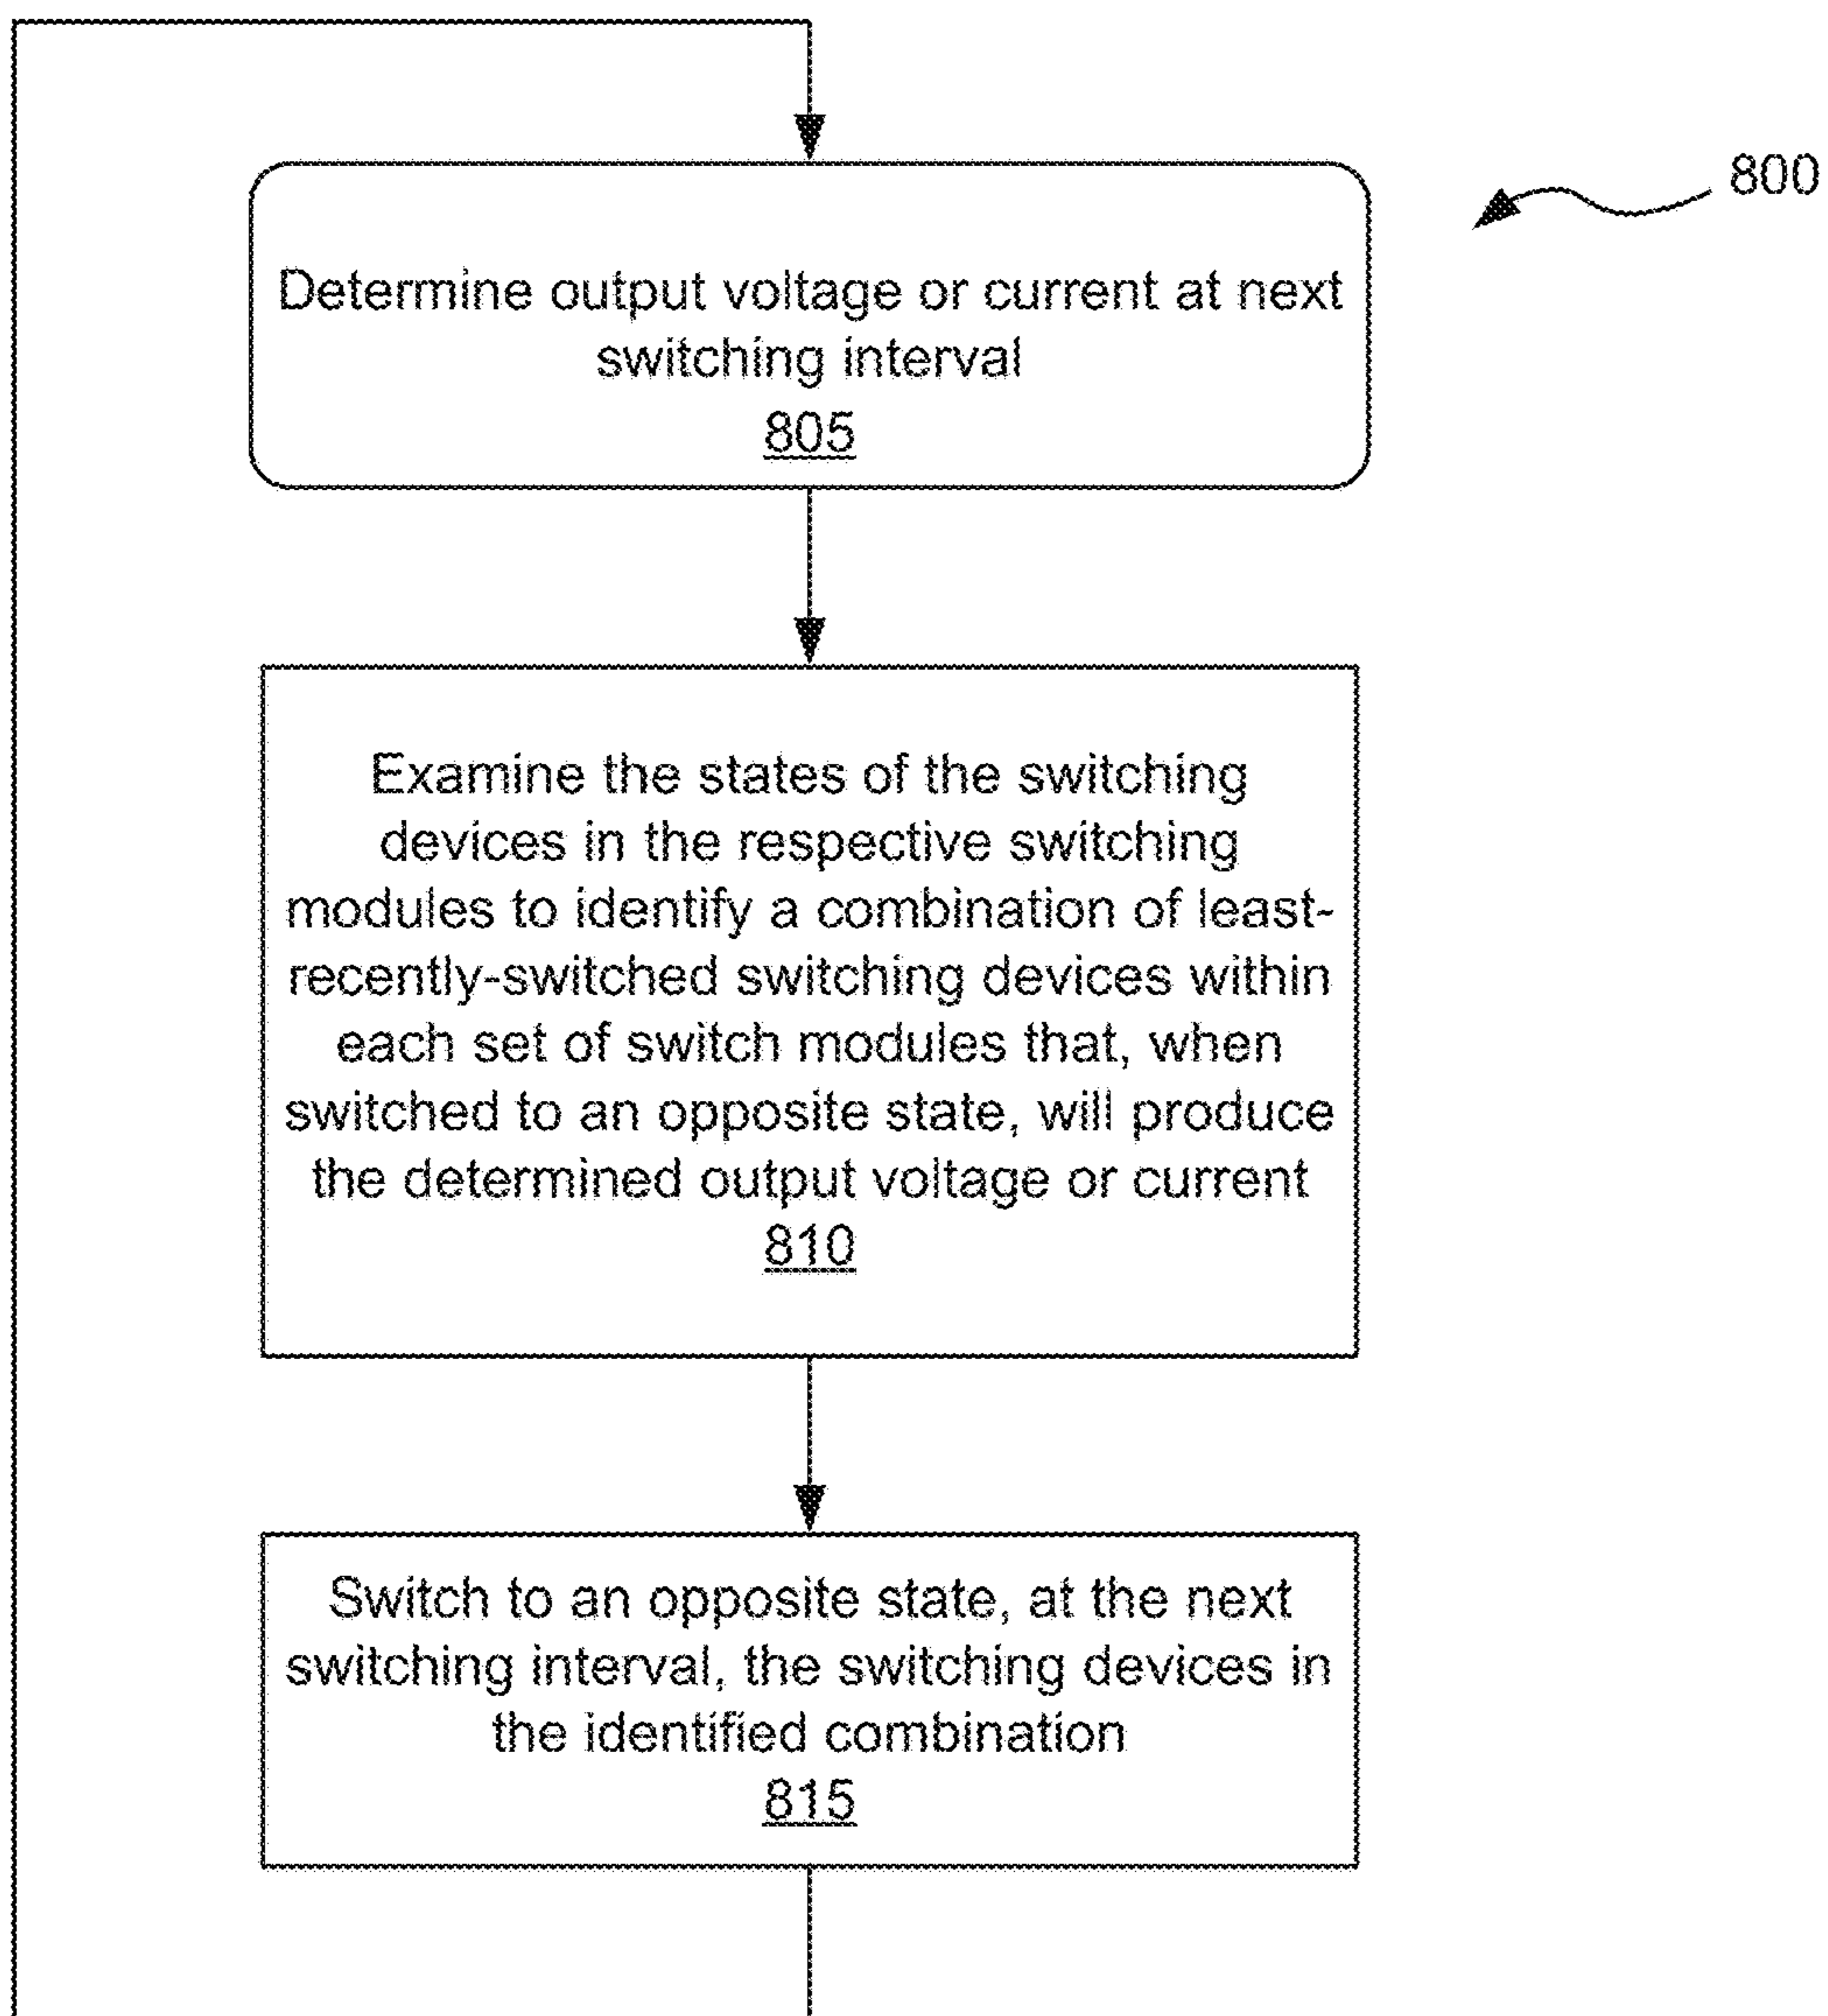 800
Determine output voltage or current at next
switching interval
805
Examine the states of the switching
devices in the respective switching
modules to identify a combination of least-
recently-switched switching devices within
each set of switch modules that, when
switched to an opposite state, will produce
the determined output voltage or current
810
Switch to an opposite state, at the next
switching interval, the switching devices in
the identified combination
815